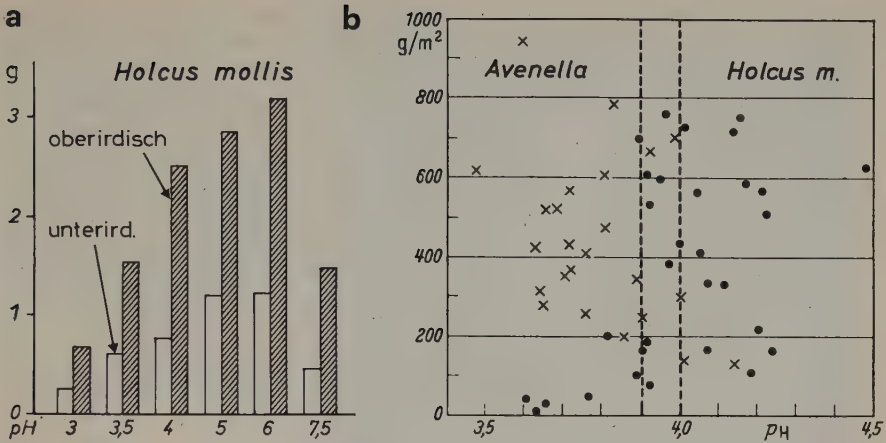 a
g
Holcus mollis
3
oberirdisch
2
unterird.
1
0
pH 3 3,5 4 5 6 7,5
b
1000
g/m²
Avenella Holcus m.
800
600
400
200
0
3,5 4,0 pH 4,5